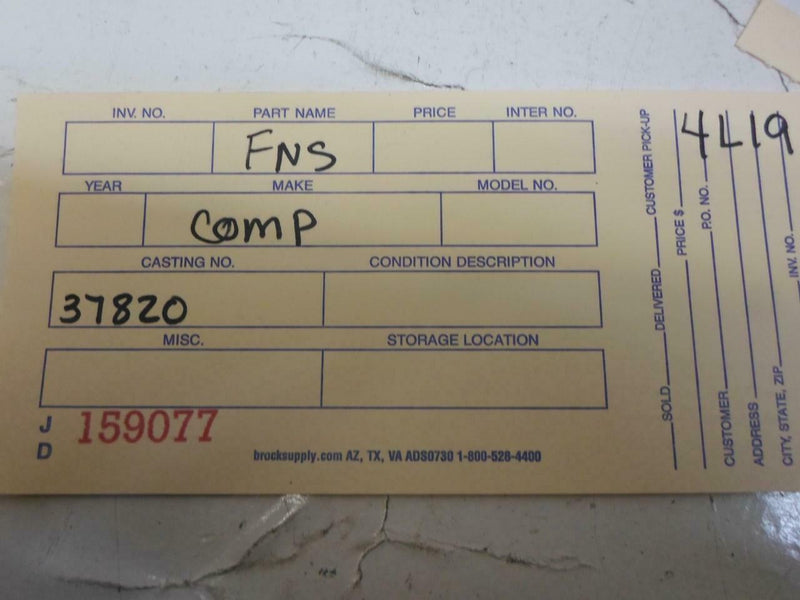 INV. NO. PART NAME PRICE INTER NO.
FNS
YEAR MAKE MODEL NO.
COMP
CASTING NO. CONDITION DESCRIPTION
37820
MISC. STORAGE LOCATION
J
D
159077
brocksupply.com AZ, TX, VA ADS0730 1-800-528-4400
4L19
SOLD DELIVERED CUSTOMER PICK-UP
PRICE $
P.O. NO.
CUSTOMER
ADDRESS
CITY, STATE, ZIP
INV. NO.